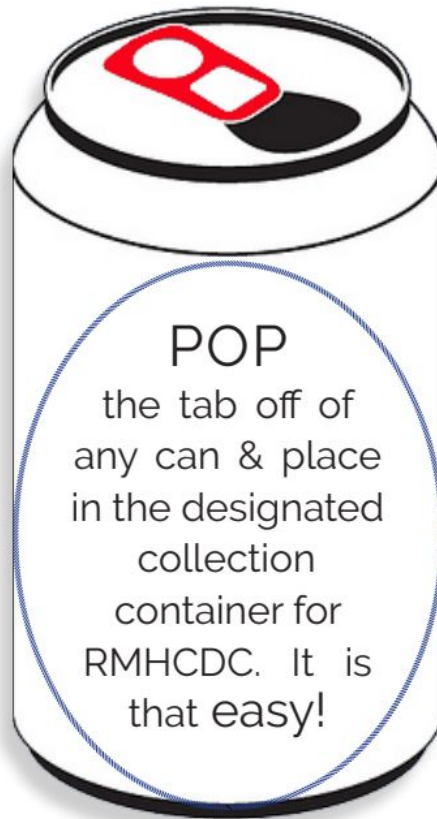 POP
the tab off of
any can & place
in the designated
collection
container for
RMHCDC. It is
that easy!